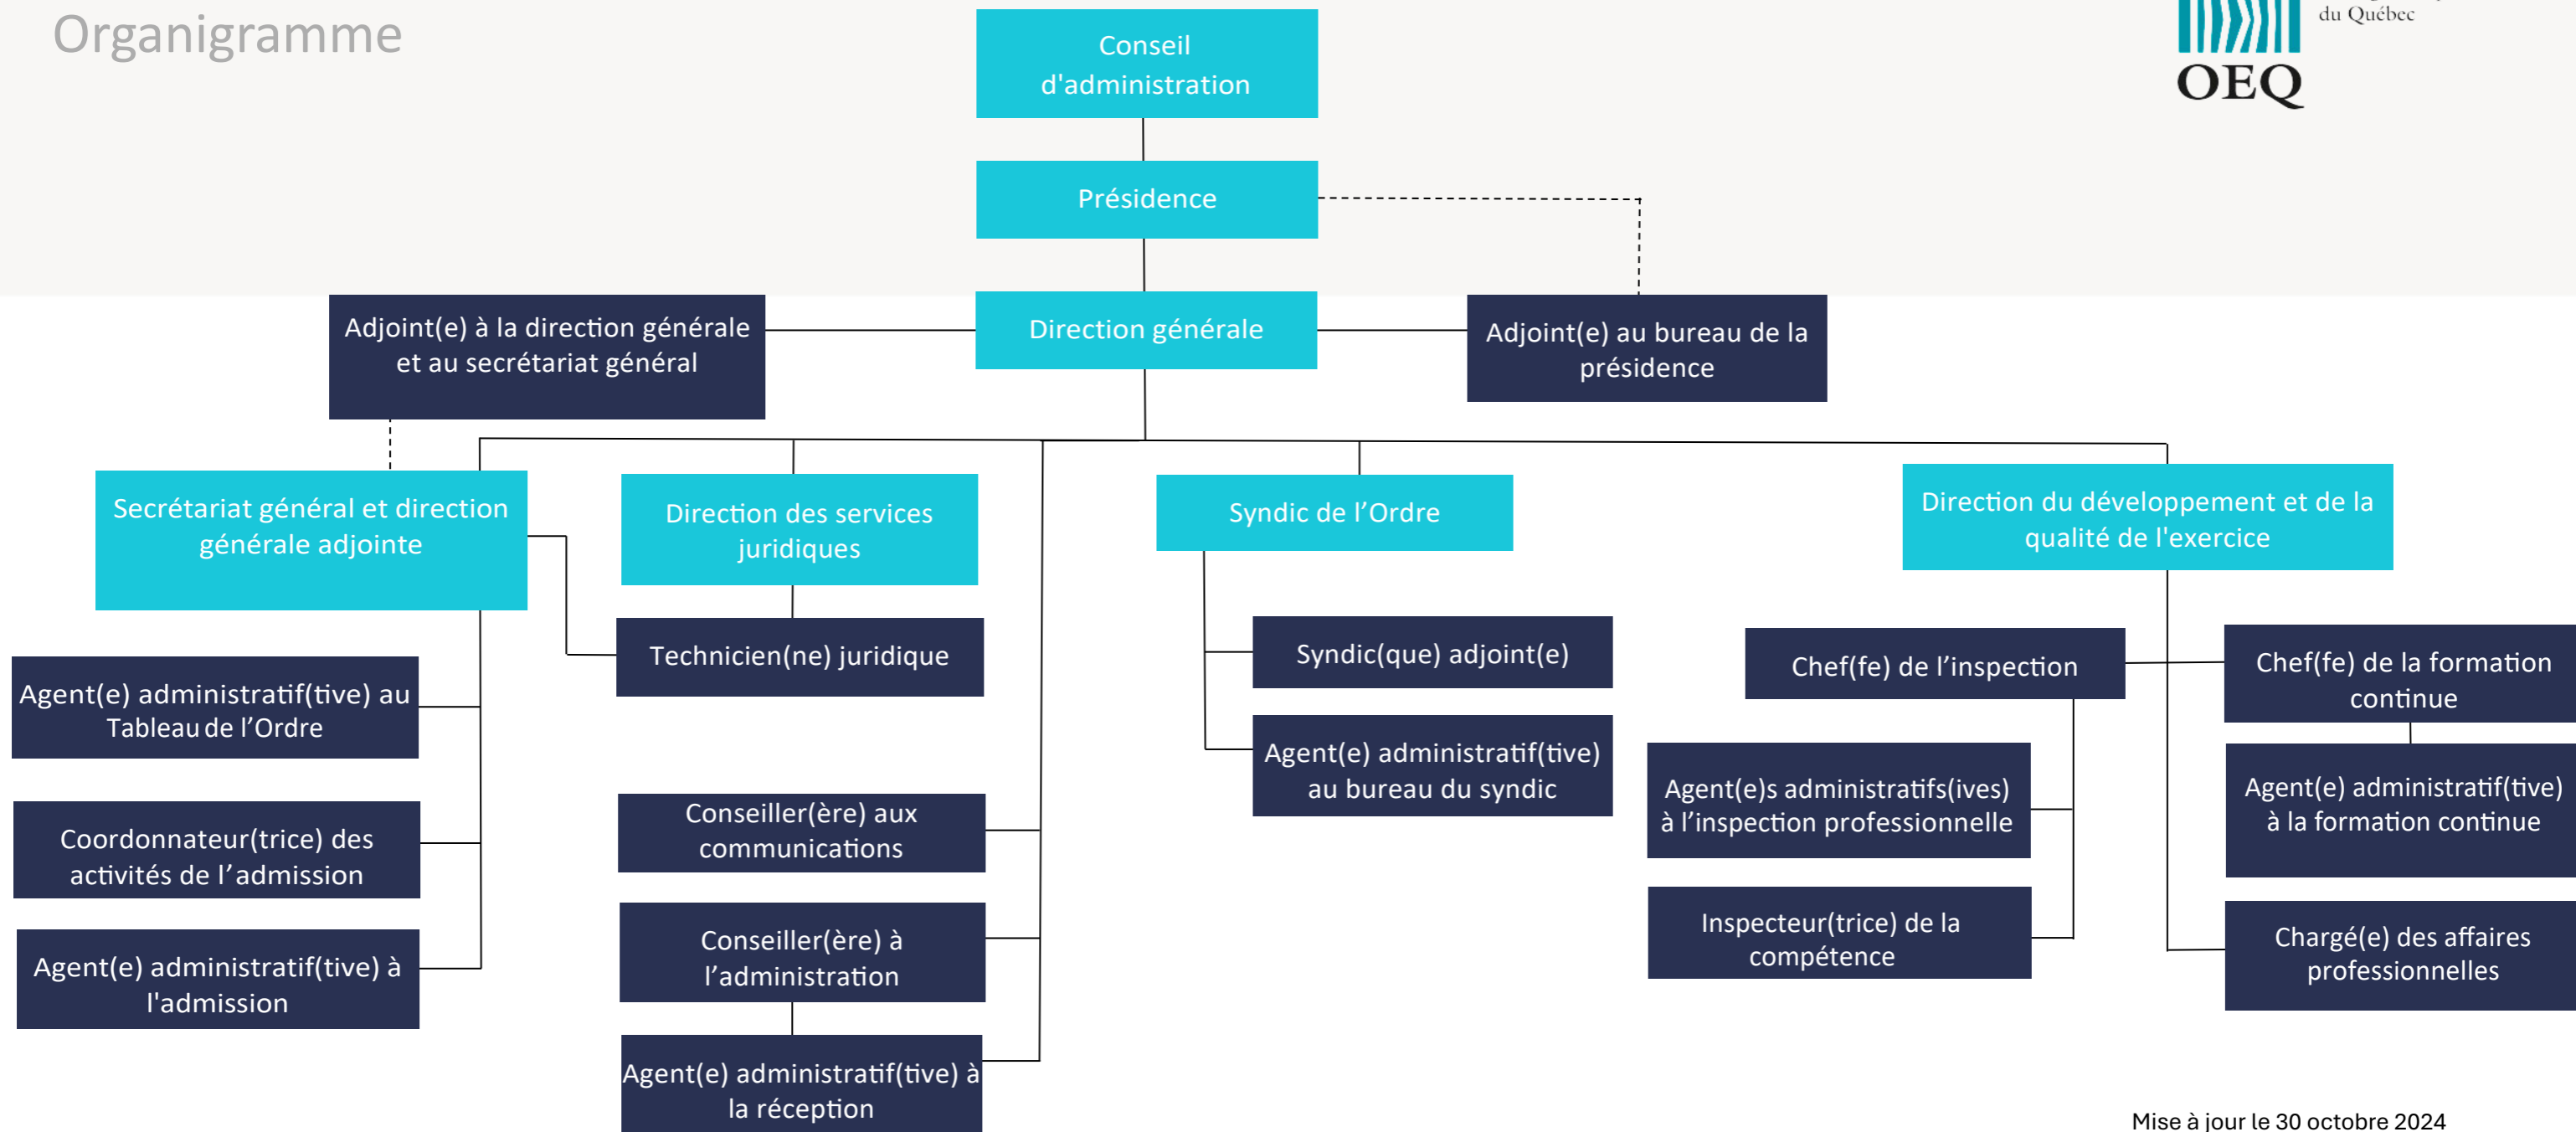 Organigramme
du Québec
OEQ
Conseil
d'administration
Présidence
Adjoint(e) à la direction générale
et au secrétariat général
Direction générale
Adjoint(e) au bureau de la
présidence
Secrétariat général et direction
générale adjointe
Direction des services
juridiques
Syndic de l’Ordre
Direction du développement et de la
qualité de l'exercice
Technicien(ne) juridique
Agent(e) administratif(tive) au
Tableau de l’Ordre
Coordonnateur(trice) des
activités de l’admission
Agent(e) administratif(tive) à
l'admission
Conseiller(ère) aux
communications
Conseiller(ère) à
l’administration
Agent(e) administratif(tive) à
la réception
Syndic(que) adjoint(e)
Agent(e) administratif(tive)
au bureau du syndic
Chef(fe) de l’inspection
Agent(e)s administratifs(ives)
à l’inspection professionnelle
Inspecteur(trice) de la
compétence
Chef(fe) de la formation
continue
Agent(e) administratif(tive)
à la formation continue
Chargé(e) des affaires
professionnelles
Mise à jour le 30 octobre 2024